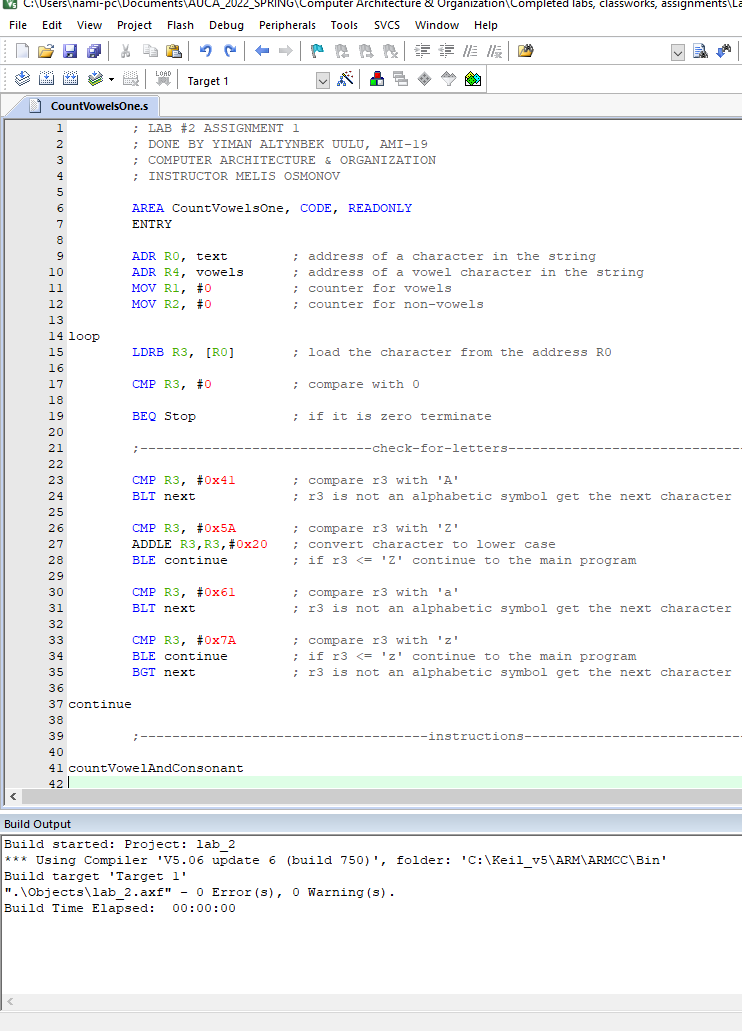 C:\Users\nami-pc\Documents\AUCA_2022_SPRING\Computer Architecture & Organization\Completed labs, classworks, assignments\La
File Edit View Project Flash Debug Peripherals Tools SVCS Window Help
LOAD Target 1
CountVowelsOne.s
1 ; LAB #2 ASSIGNMENT 1
2 ; DONE BY YIMAN ALTYNBEK UULU, AMI-19
3 ; COMPUTER ARCHITECTURE & ORGANIZATION
4 ; INSTRUCTOR MELIS OSMONOV
5
6 AREA CountVowelsOne, CODE, READONLY
7 ENTRY
8
9 ADR R0, text ; address of a character in the string
10 ADR R4, vowels ; address of a vowel character in the string
11 MOV R1, #0 ; counter for vowels
12 MOV R2, #0 ; counter for non-vowels
13
14 loop
15 LDRB R3, [R0] ; load the character from the address R0
16
17 CMP R3, #0 ; compare with 0
18
19 BEQ Stop ; if it is zero terminate
20
21 ;-----------------------------check-for-letters-----------------------------
22
23 CMP R3, #0x41 ; compare r3 with 'A'
24 BLT next ; r3 is not an alphabetic symbol get the next character
25
26 CMP R3, #0x5A ; compare r3 with 'Z'
27 ADDLE R3,R3,#0x20 ; convert character to lower case
28 BLE continue ; if r3 <= 'Z' continue to the main program
29
30 CMP R3, #0x61 ; compare r3 with 'a'
31 BLT next ; r3 is not an alphabetic symbol get the next character
32
33 CMP R3, #0x7A ; compare r3 with 'z'
34 BLE continue ; if r3 <= 'z' continue to the main program
35 BGT next ; r3 is not an alphabetic symbol get the next character
36
37 continue
38
39 ;------------------------------------instructions---------------------------
40
41 countVowelAndConsonant
42
Build Output
Build started: Project: lab_2
*** Using Compiler 'V5.06 update 6 (build 750)', folder: 'C:\Keil_v5\ARM\ARMCC\Bin'
Build target 'Target 1'
".\Objects\lab_2.axf" - 0 Error(s), 0 Warning(s).
Build Time Elapsed:  00:00:00